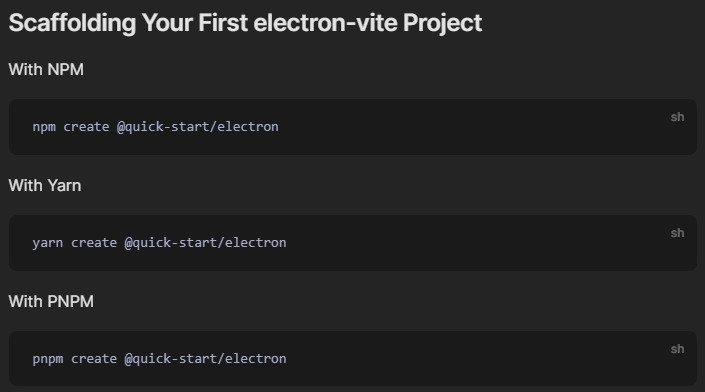 Scaffolding Your First electron-vite Project
With NPM
sh
npm create @quick-start/electron
With Yarn
sh
yarn create @quick-start/electron
With PNPM
sh
pnpm create @quick-start/electron